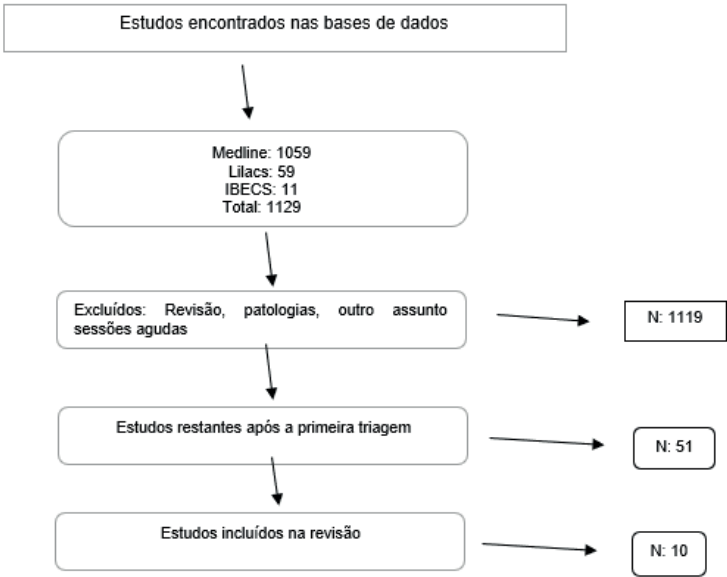 Estudos encontrados nas bases de dados
Medline: 1059
Lilacs: 59
IBECS: 11
Total: 1129
Excluídos: Revisão, patologias, outro assunto
sessões agudas
N: 1119
Estudos restantes após a primeira triagem
N: 51
Estudos incluídos na revisão
N: 10